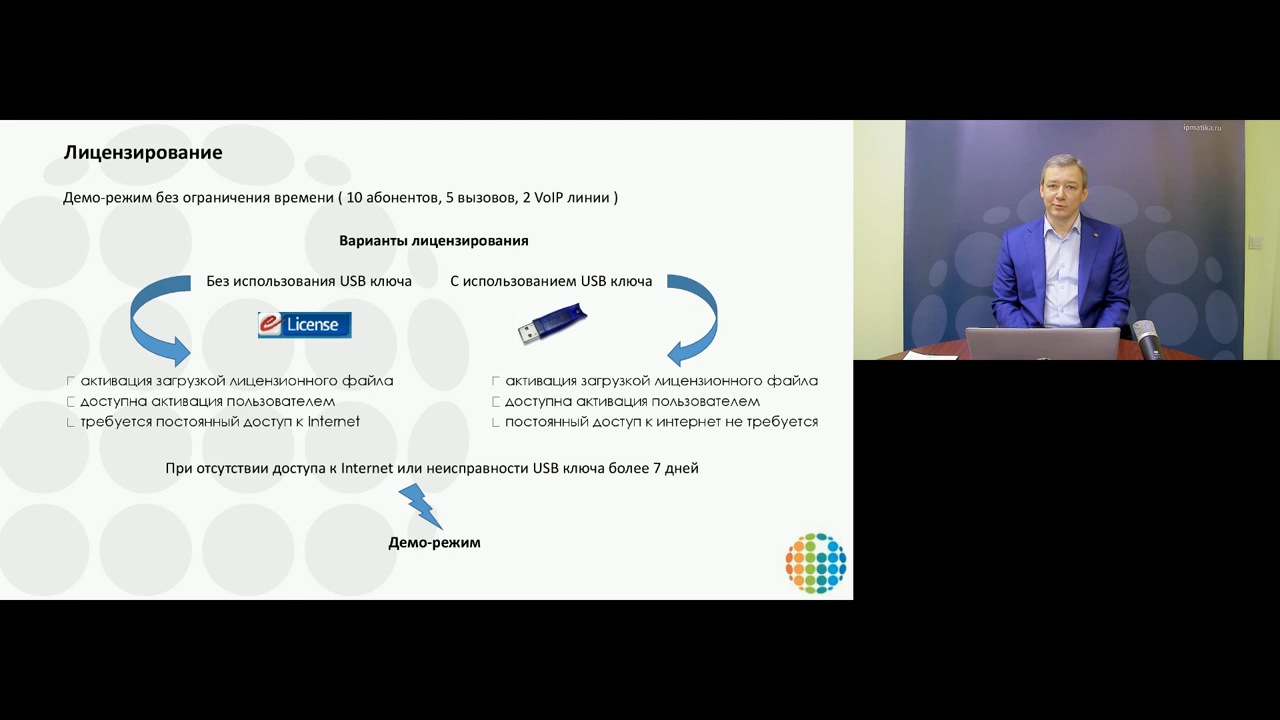 ipmatika.ru
Лицензирование
Демо-режим без ограничения времени ( 10 абонентов, 5 вызовов, 2 VoIP линии )
Варианты лицензирования
Без использования USB ключа
С использованием USB ключа
e License
активация загрузкой лицензионного файла
доступна активация пользователем
требуется постоянный доступ к Internet
активация загрузкой лицензионного файла
доступна активация пользователем
постоянный доступ к интернет не требуется
При отсутствии доступа к Internet или неисправности USB ключа более 7 дней
Демо-режим